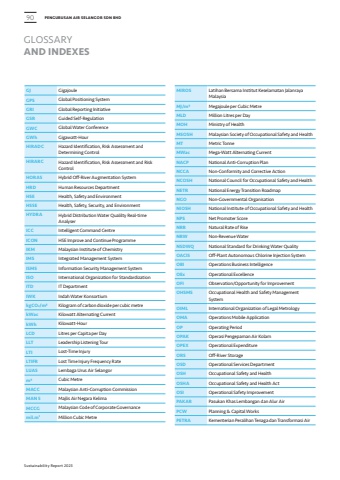 90 PENGURUSAN AIR SELANGOR SDN BHD
GLOSSARY
AND INDEXES
GJ Gigajoule
GPS Global Positioning System
GRI Global Reporting Initiative
GSR Guided Self-Regulation
GWC Global Water Conference
GWh Gigawatt-Hour
HIRADC Hazard Identification, Risk Assessment and
Determining Control
HIRARC Hazard Identification, Risk Assessment and Risk
Control
HORAS Hybrid Off-River Augmentation System
HRD Human Resources Department
HSE Health, Safety and Environment
HSSE Health, Safety, Security, and Environment
HYDRA Hybrid Distribution Water Quality Real-time
Analyser
ICC Intelligent Command Centre
ICON HSE Improve and Continue Programme
IKM Malaysian Institute of Chemistry
IMS Integrated Management System
ISMS Information Security Management System
ISO International Organization for Standardization
ITD IT Department
IWK Indah Water Konsortium
kgCO₂/m³ Kilogram of carbon dioxide per cubic metre
kWac Kilowatt Alternating Current
kWh Kilowatt-Hour
LCD Litres per Capita per Day
LLT Leadership Listening Tour
LTI Lost-Time Injury
LTIFR Lost Time Injury Frequency Rate
LUAS Lembaga Urus Air Selangor
m³ Cubic Metre
MACC Malaysian Anti-Corruption Commission
MAKS Majlis Air Negara Kelima
MCCG Malaysian Code of Corporate Governance
mil m³ Million Cubic Metre
MIROS Latihan Bersama Institut Keselamatan Jalanraya
Malaysia
MJ/m³ Megajoule per Cubic Metre
MLD Million Litres per Day
MOH Ministry of Health
MSOSH Malaysian Society of Occupational Safety and Health
MT Metric Tonne
MWac Mega-Watt Alternating Current
NACP National Anti-Corruption Plan
NCCA Non-Conformity and Corrective Action
NCOSH National Council for Occupational Safety and Health
NETR National Energy Transition Roadmap
NGO Non-Governmental Organisation
NIOSH National Institute of Occupational Safety and Health
NPS Net Promoter Score
NRR Natural Rate of Rise
NRW Non-Revenue Water
NSDWQ National Standard for Drinking Water Quality
OACIS Off-Plant Autonomous Chlorine Injection System
OBI Operations Business Intelligence
OEx Operational Excellence
OFI Observation/Opportunity for Improvement
OHSMS Occupational Health and Safety Management
System
OIML International Organization of Legal Metrology
OMA Operations Mobile Application
OP Operating Period
OPAK Operasi Pengepaman Air Kolam
OPEX Operational Expenditure
ORS Off-River Storage
OSD Operational Services Department
OSH Occupational Safety and Health
OSHA Occupational Safety and Health Act
OSI Operational Safety Improvement
PAKAR Pasukan Khas Lembangan dan Alur Air
PCW Planning & Capital Works
PETRA Kementerian Peralihan Tenaga dan Transformasi Air
Sustainability Report 2023